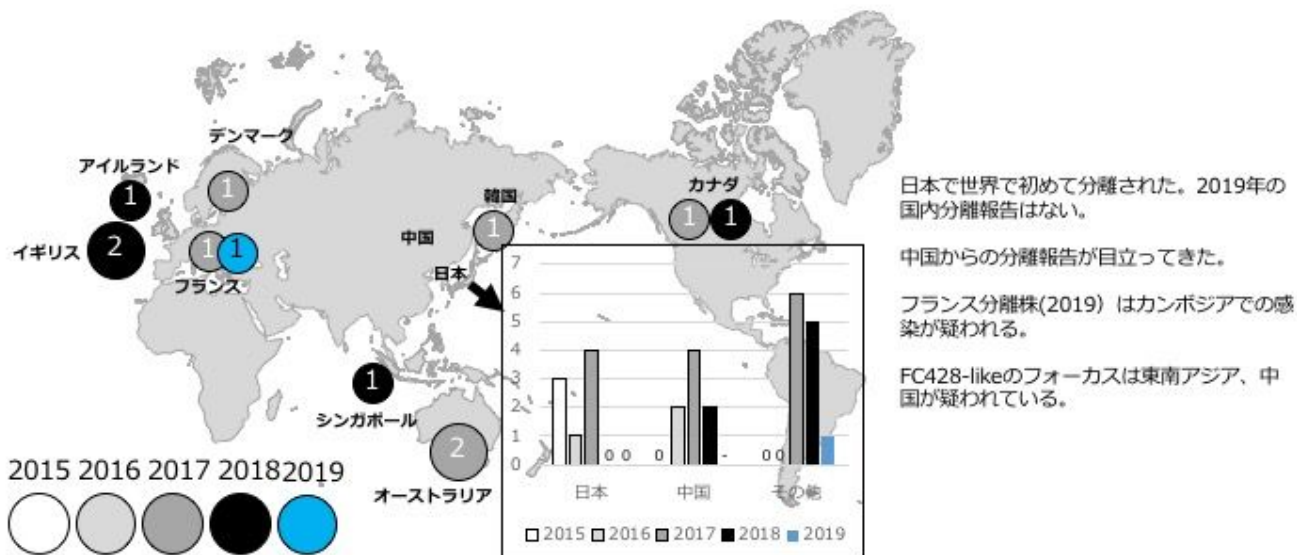 デンマーク
アイルランド
1
1
韓国
カナダ
1
1
1
イギリス
2
1
1
フランス
中国
日本
1
シンガポール
2
オーストラリア
2015 2016 2017 2018 2019
7
6
5
4
3
2
1
0
0 0 0 - 0 0
日本 中国 その他
2015 2016 2017 2018 2019
日本で世界で初めて分離された。2019年の
国内分離報告はない。
中国からの分離報告が目立ってきた。
フランス分離株(2019）はカンボジアでの感
染が疑われる。
FC428-likeのフォーカスは東南アジア、中
国が疑われている。